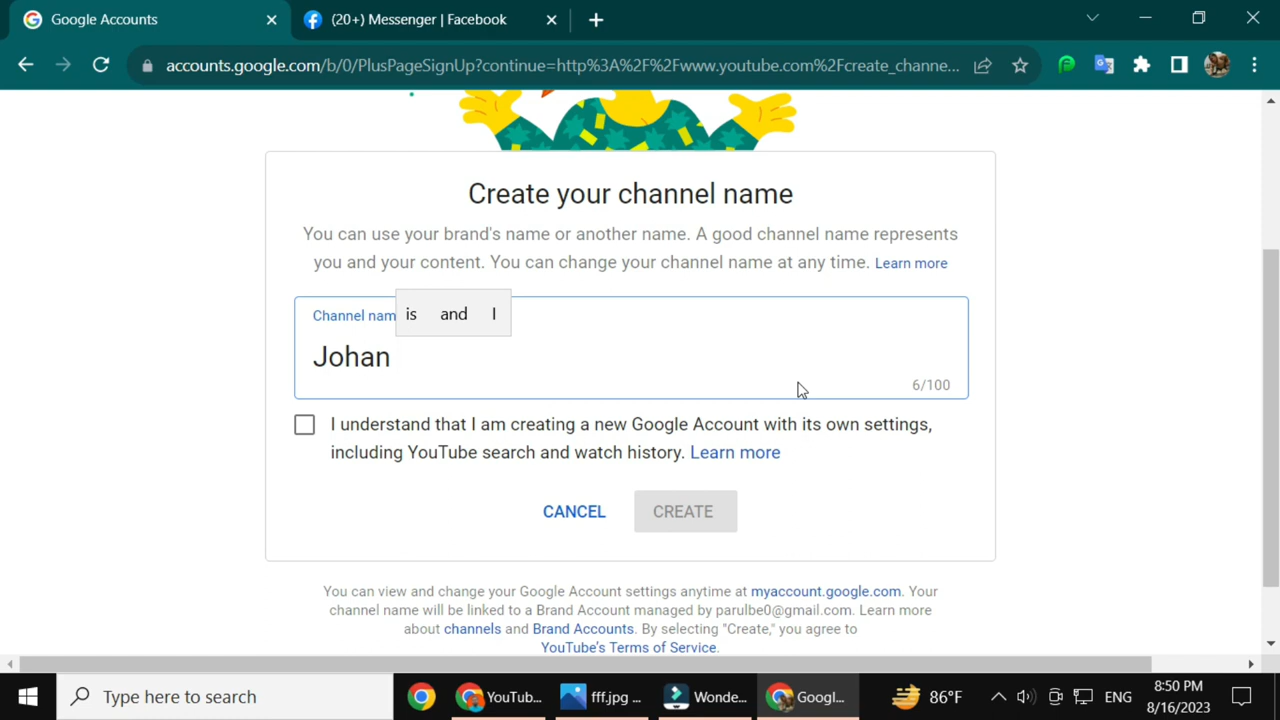 Google Accounts
(20+) Messenger | Facebook
accounts.google.com/b/0/PlusPageSignUp?continue=http%3A%2F%2Fwww.youtube.com%2Fcreate_channe...
Create your channel name
You can use your brand's name or another name. A good channel name represents
you and your content. You can change your channel name at any time. Learn more
Channel nam
is and I
Johan
6/100
I understand that I am creating a new Google Account with its own settings,
including YouTube search and watch history. Learn more
CANCEL CREATE
You can view and change your Google Account settings anytime at myaccount.google.com. Your
channel name will be linked to a Brand Account managed by parulbe0@gmail.com. Learn more
about channels and Brand Accounts. By selecting "Create," you agree to
YouTube's Terms of Service.
Type here to search
YouTub...
fff.jpg ...
Wonde...
Googl...
86°F
ENG
8:50 PM
8/16/2023